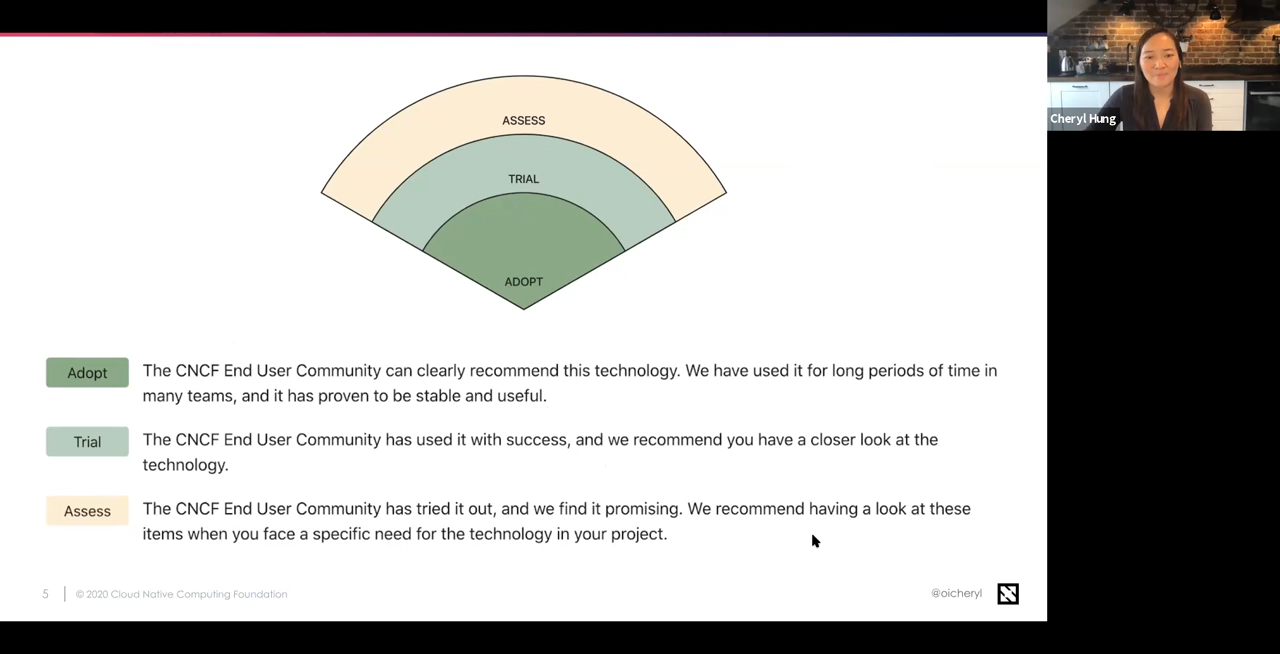 ASSESS
TRIAL
ADOPT
Cheryl Hung
Adopt
The CNCF End User Community can clearly recommend this technology. We have used it for long periods of time in
many teams, and it has proven to be stable and useful.
Trial
The CNCF End User Community has used it with success, and we recommend you have a closer look at the
technology.
Assess
The CNCF End User Community has tried it out, and we find it promising. We recommend having a look at these
items when you face a specific need for the technology in your project.
5
© 2020 Cloud Native Computing Foundation
@oicheryl